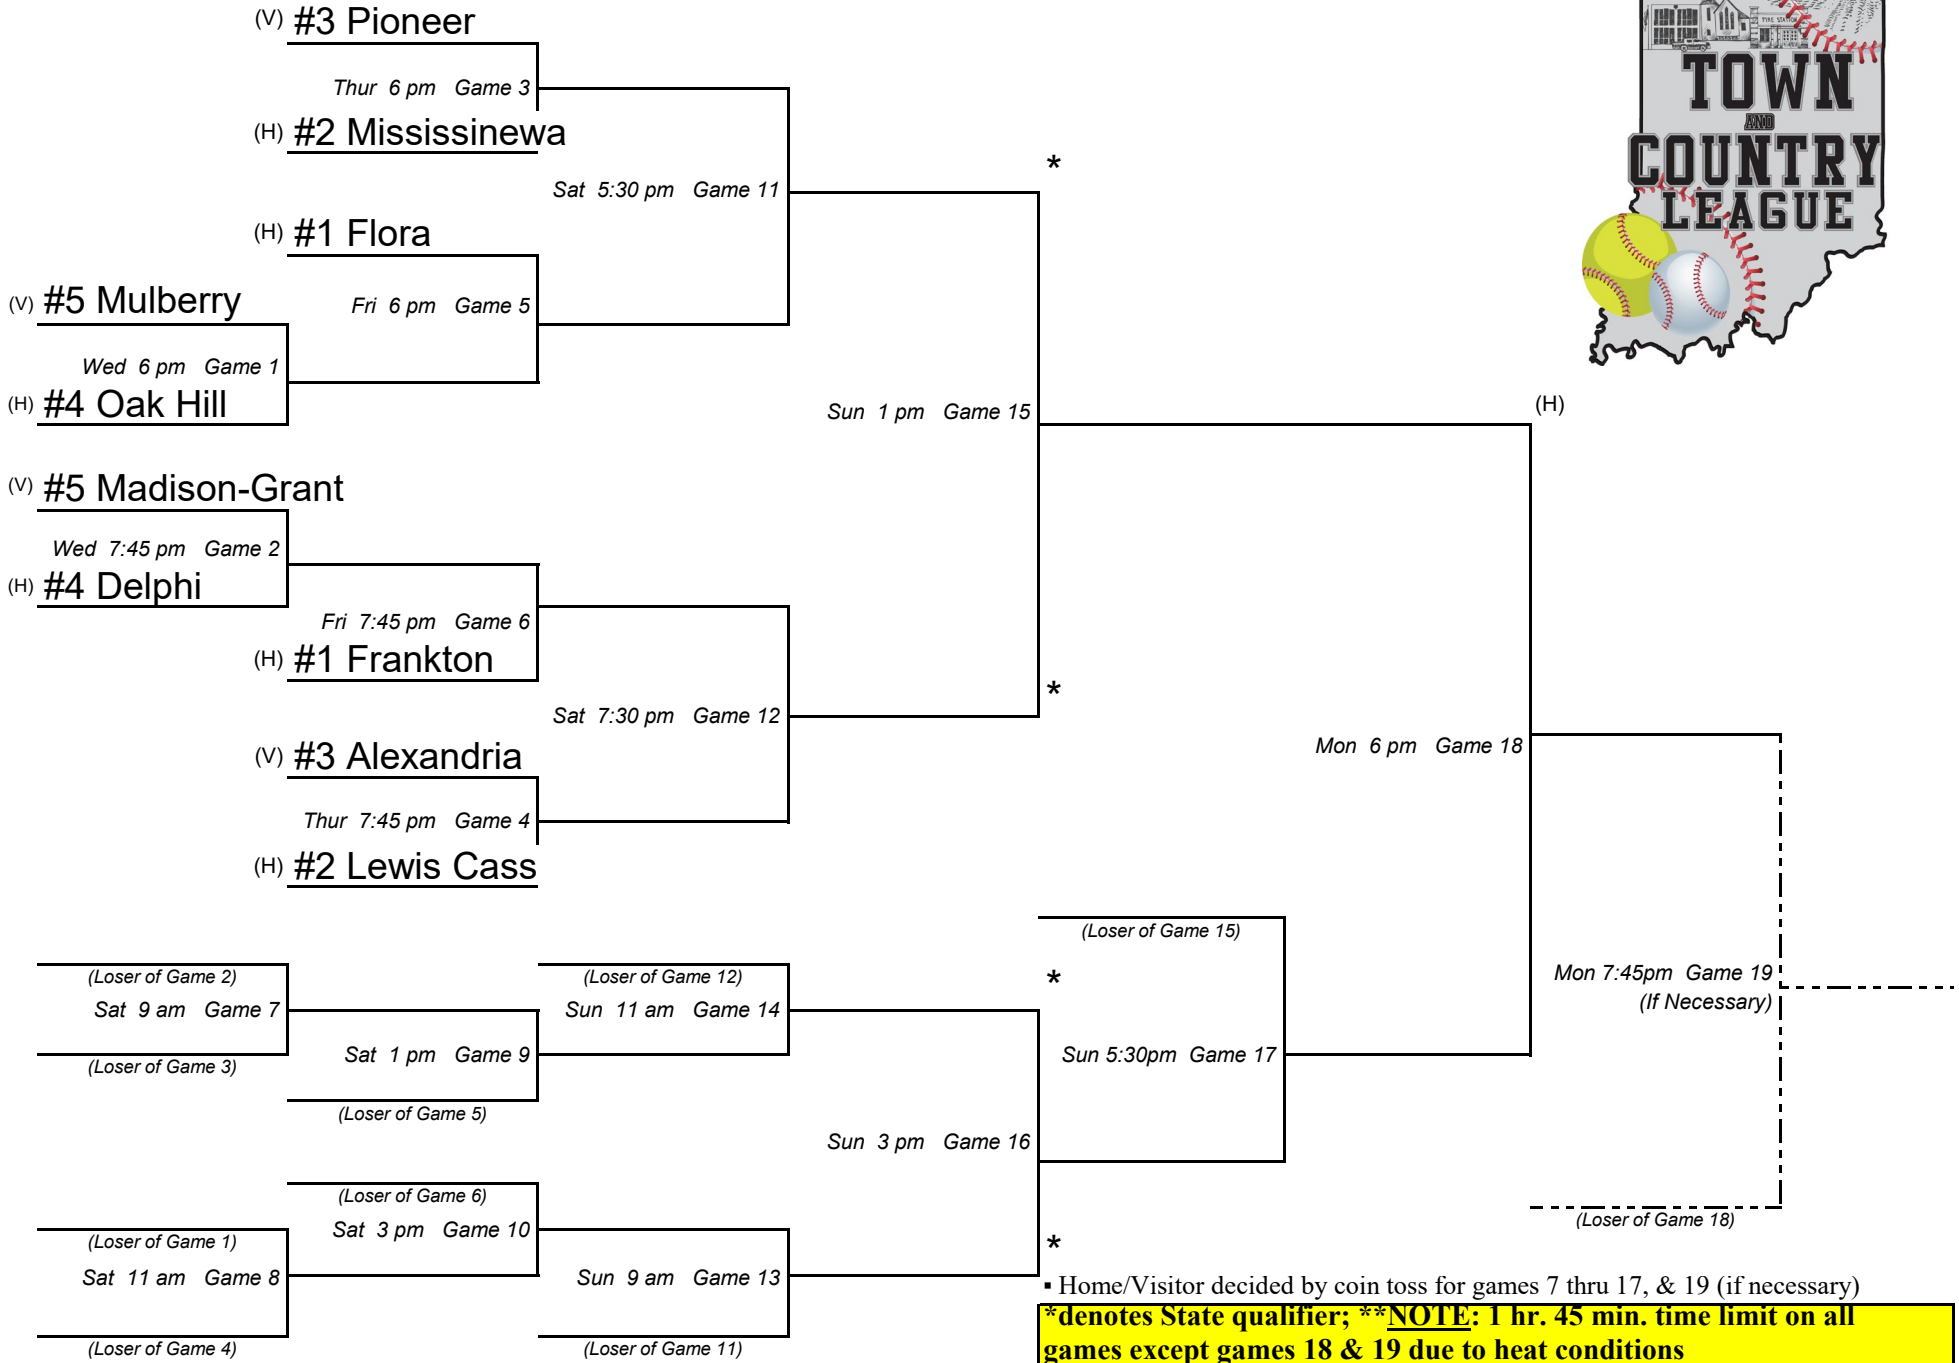 (V) #3 Pioneer
Thur 6 pm Game 3
(H) #2 Mississinewa
Sat 5:30 pm Game 11
*
(H) #1 Flora
(V) #5 Mulberry
Fri 6 pm Game 5
Wed 6 pm Game 1
(H) #4 Oak Hill
Sun 1 pm Game 15
(H)
(V) #5 Madison-Grant
Wed 7:45 pm Game 2
(H) #4 Delphi
Fri 7:45 pm Game 6
(H) #1 Frankton
*
Sat 7:30 pm Game 12
(V) #3 Alexandria
Mon 6 pm Game 18
Thur 7:45 pm Game 4
(H) #2 Lewis Cass
(Loser of Game 15)
(Loser of Game 2)
(Loser of Game 12)
*
Mon 7:45pm Game 19
(If Necessary)
Sat 9 am Game 7
Sun 11 am Game 14
(Loser of Game 3)
Sat 1 pm Game 9
Sun 5:30pm Game 17
(Loser of Game 5)
Sun 3 pm Game 16
(Loser of Game 6)
Sat 3 pm Game 10
(Loser of Game 18)
(Loser of Game 1)
*
Sat 11 am Game 8
Sun 9 am Game 13
(Loser of Game 4)
(Loser of Game 11)
▪ Home/Visitor decided by coin toss for games 7 thru 17, & 19 (if necessary)
*denotes State qualifier; **NOTE: 1 hr. 45 min. time limit on all
games except games 18 & 19 due to heat conditions
FIRE STATION
TOWN
AND
COUNTRY
LEAGUE